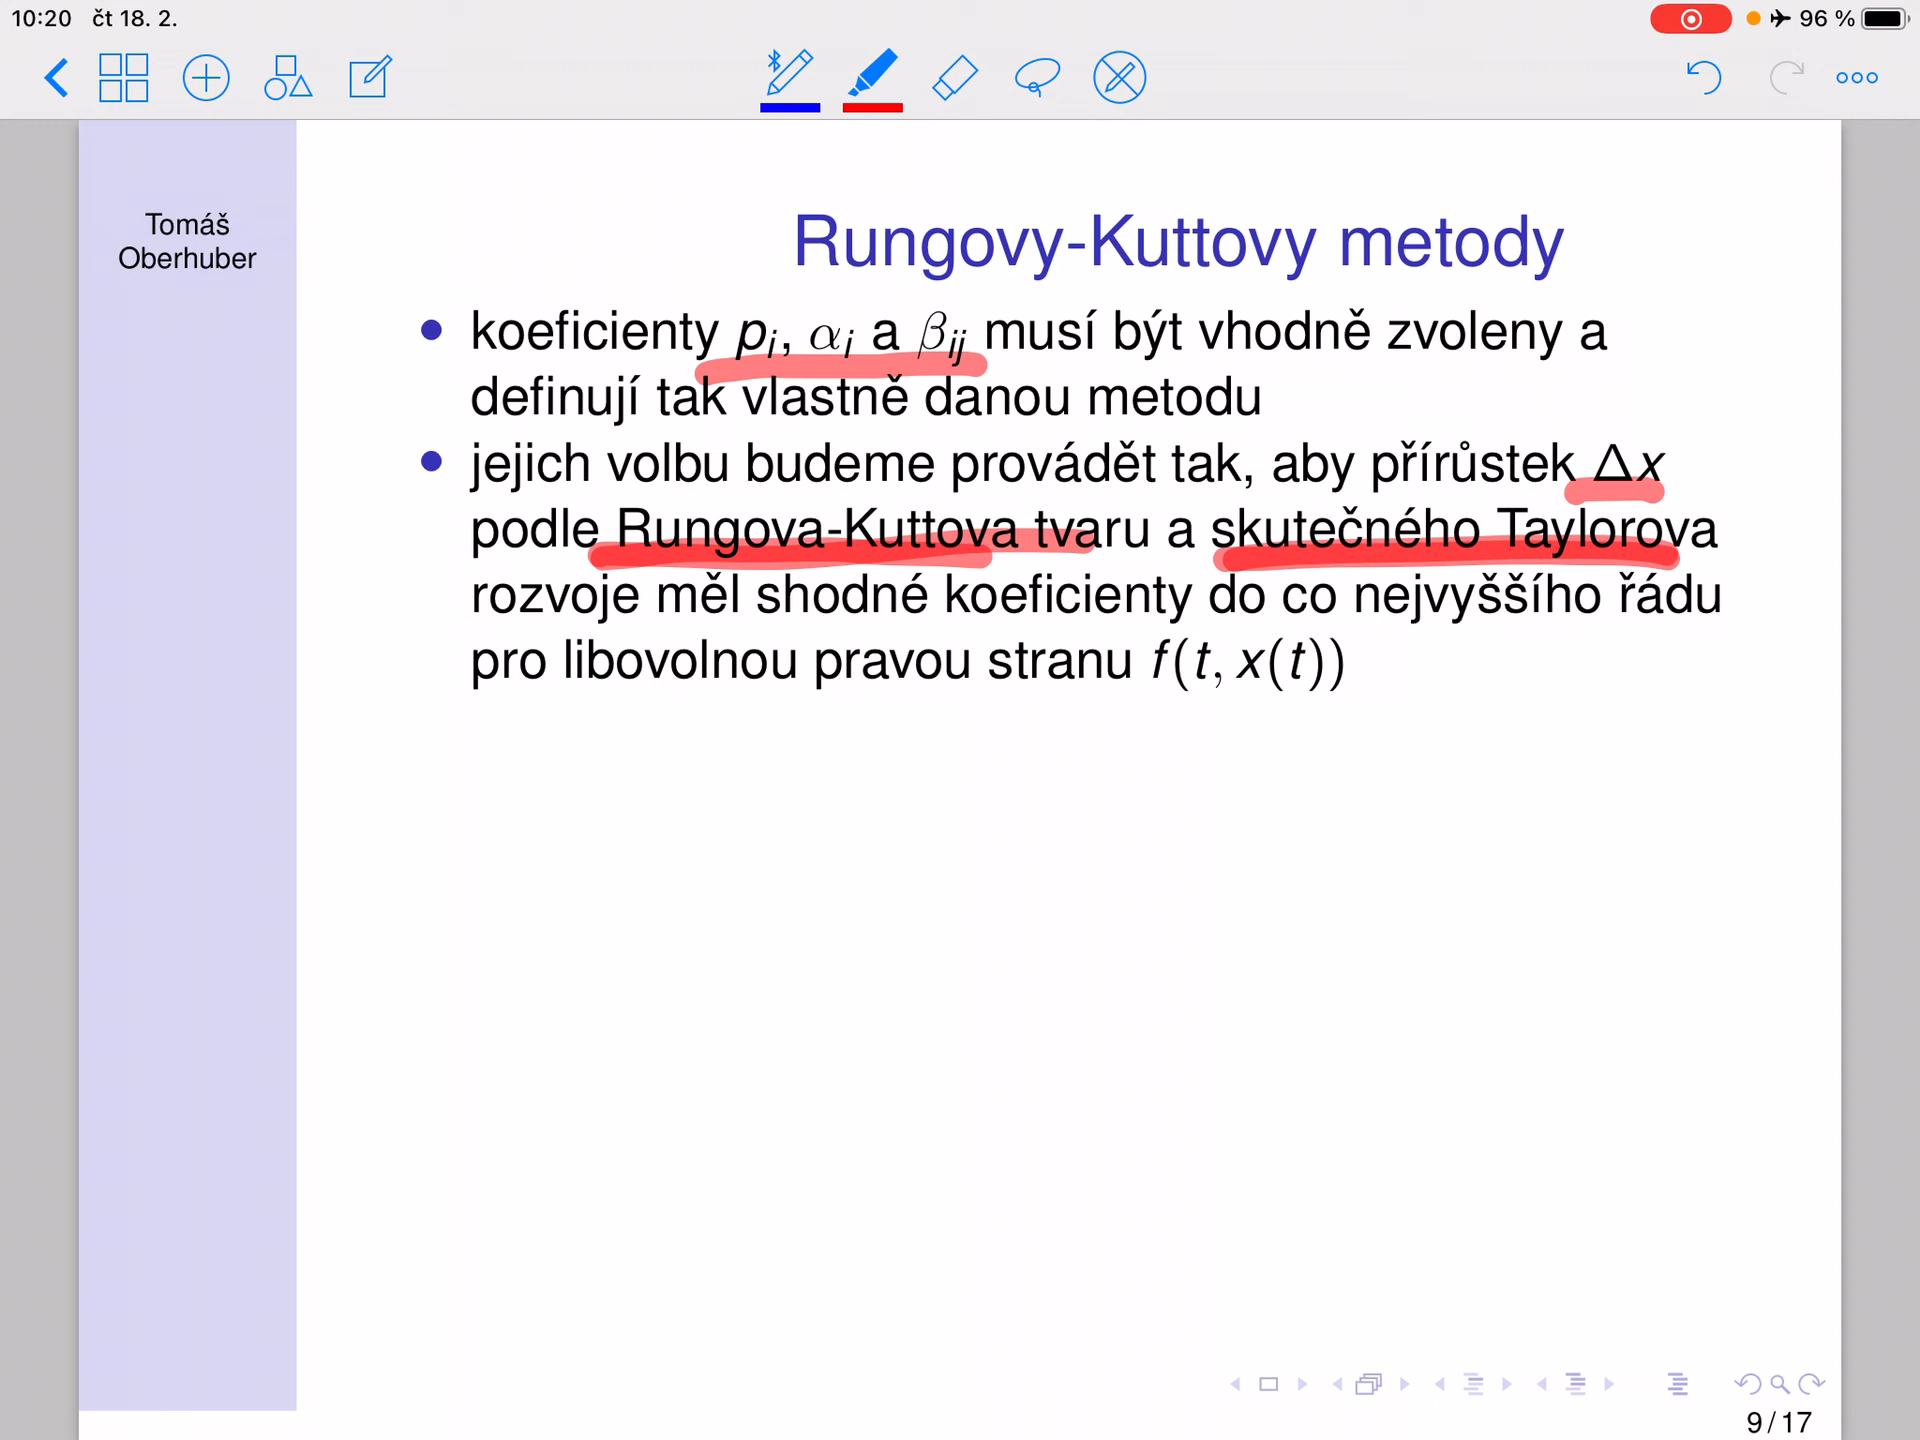 10:20 čt 18. 2.
96 %
Tomáš
Oberhuber
Rungovy-Kuttovy metody
koeficienty pᵢ, αᵢ a βᵢⱼ musí být vhodně zvoleny a
definují tak vlastně danou metodu
jejich volbu budeme provádět tak, aby přírůstek Δx
podle Rungova-Kuttova tvaru a skutečného Taylorova
rozvoje měl shodné koeficienty do co nejvyššího řádu
pro libovolnou pravou stranu f(t, x(t))
9 / 17